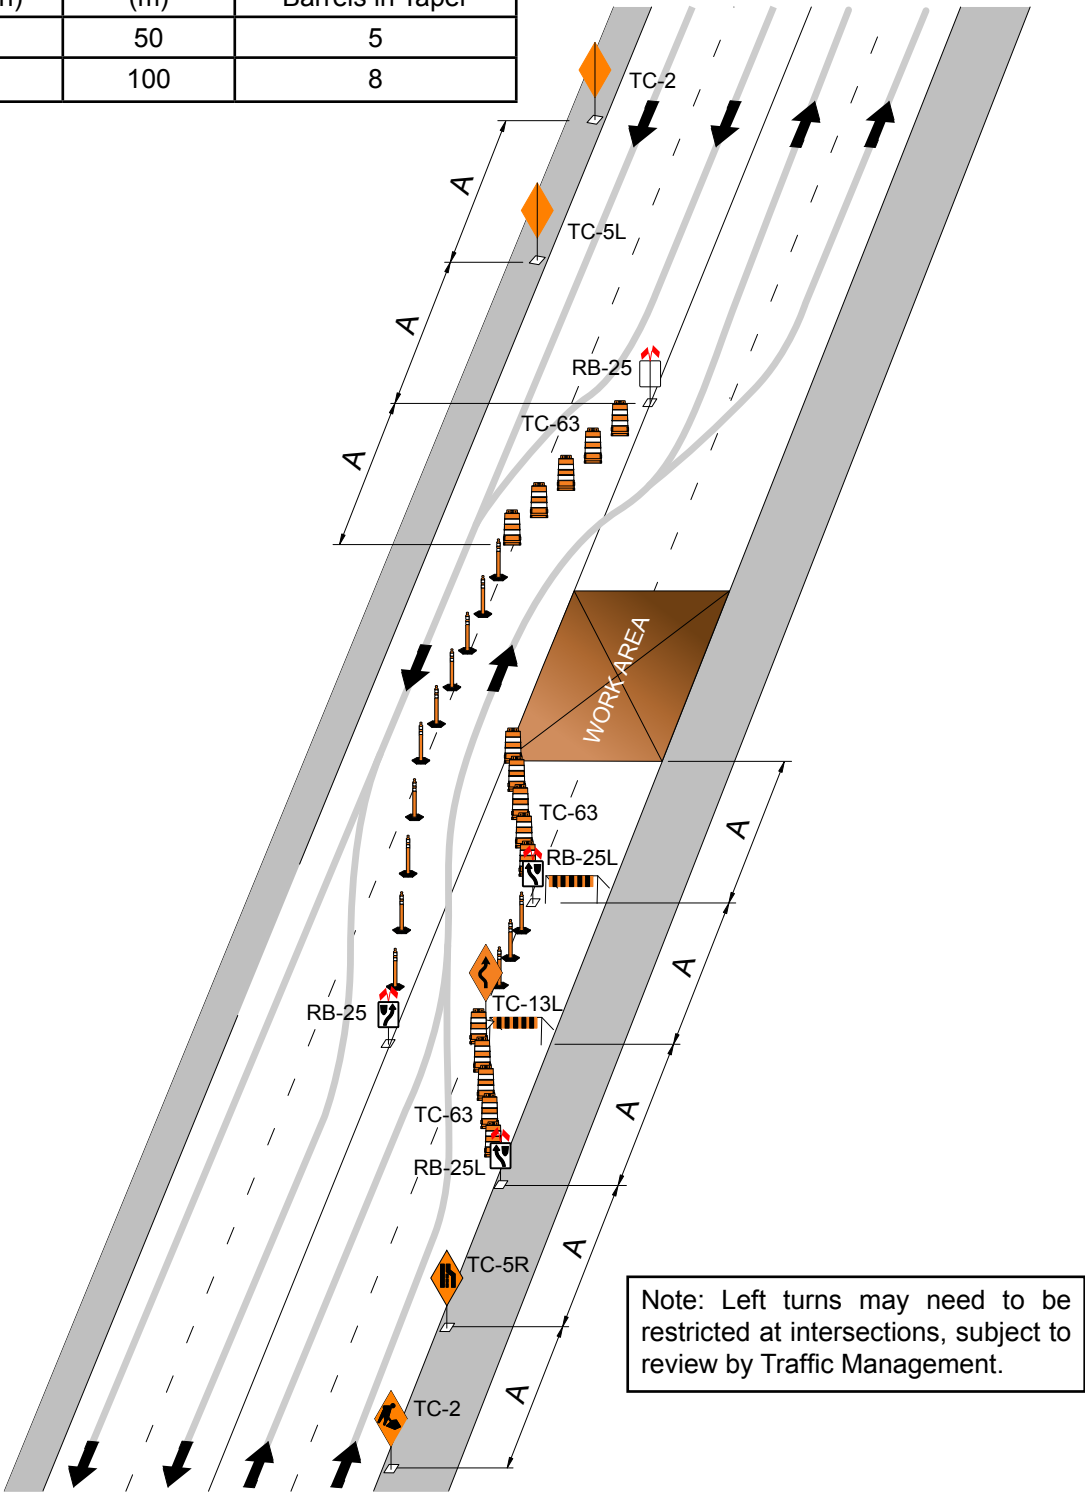 (m)
50
5
100
8
TC-2
A
TC-5L
A
RB-25
TC-63
A
WORK AREA
TC-63
A
RB-25L
A
TC-13L
RB-25
A
TC-63
RB-25L
A
TC-5R
Note: Left turns may need to be
restricted at intersections, subject to
review by Traffic Management.
A
TC-2